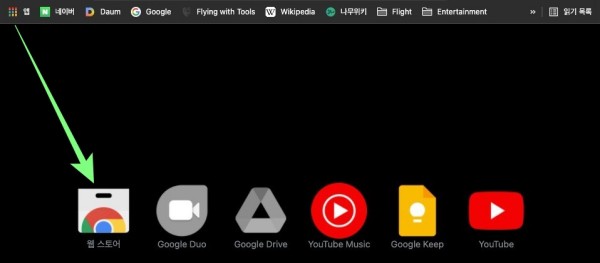 앱 네이버 Daum Google Flying with Tools Wikipedia 나무위키 Flight Entertainment » 읽기 목록
웹 스토어 Google Duo Google Drive YouTube Music Google Keep YouTube